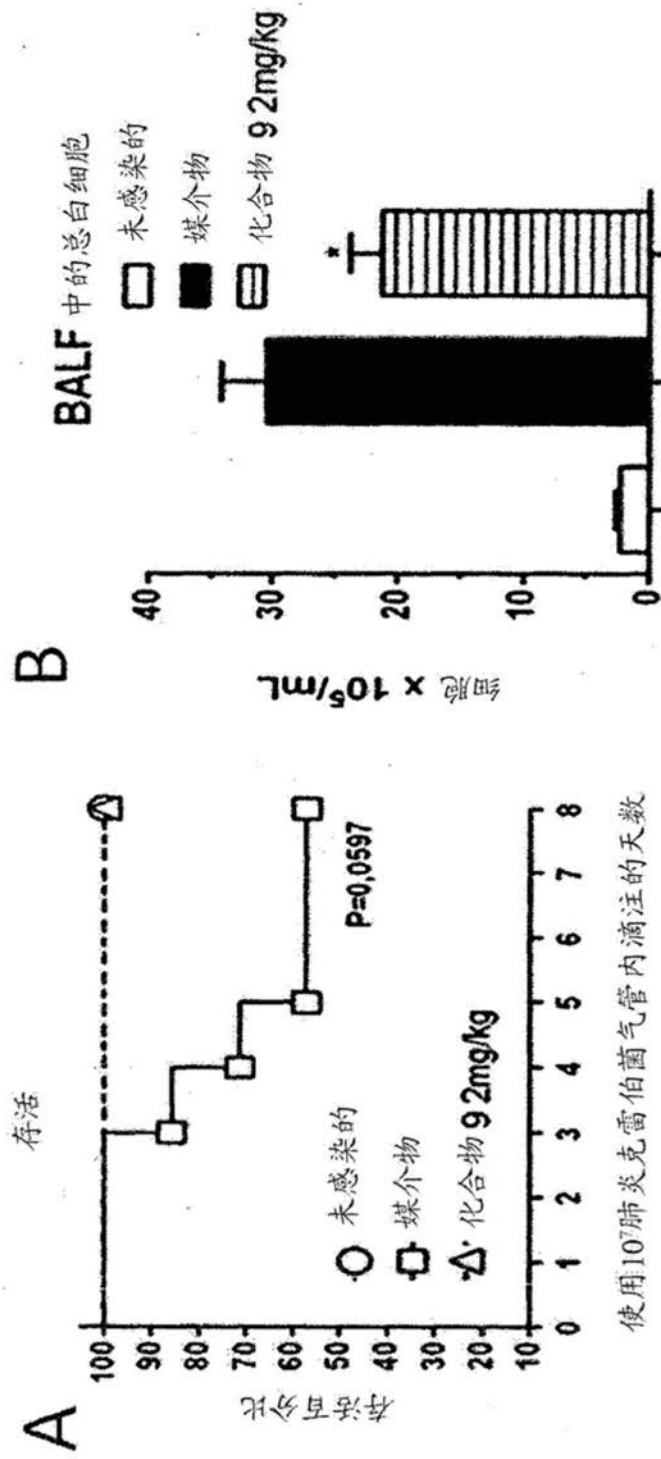 A
存活
存活百分比
100
90
80
70
60
50
40
30
20
10
0
1
2
3
4
5
6
7
8
未感染的
媒介物
化合物 9 2mg/kg
P=0,0597
使用10⁷肺炎克雷伯菌气管内滴注的天数
B
BALF 中的总白细胞
未感染的
媒介物
化合物 9 2mg/kg
细胞 x 10⁵/mL
40
30
20
10
0
*